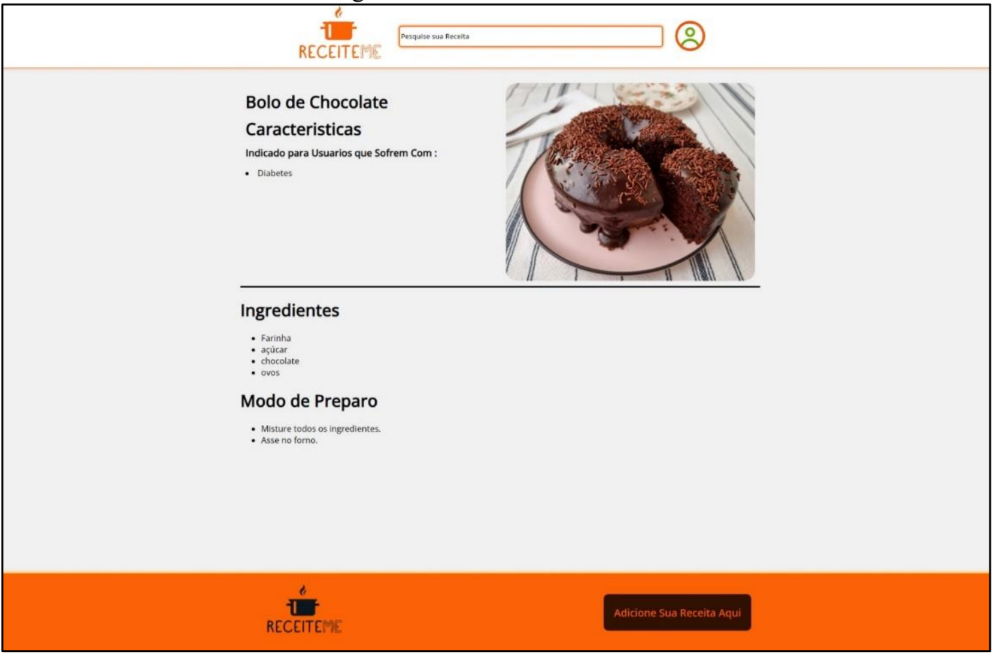 RECEITEME
Pesquise sua Receita
Bolo de Chocolate
Caracteristicas
Indicado para Usuarios que Sofrem Com :
• Diabetes
Ingredientes
• Farinha
• açúcar
• chocolate
• ovos
Modo de Preparo
• Misture todos os ingredientes.
• Asse no forno.
RECEITEME
Adicione Sua Receita Aqui